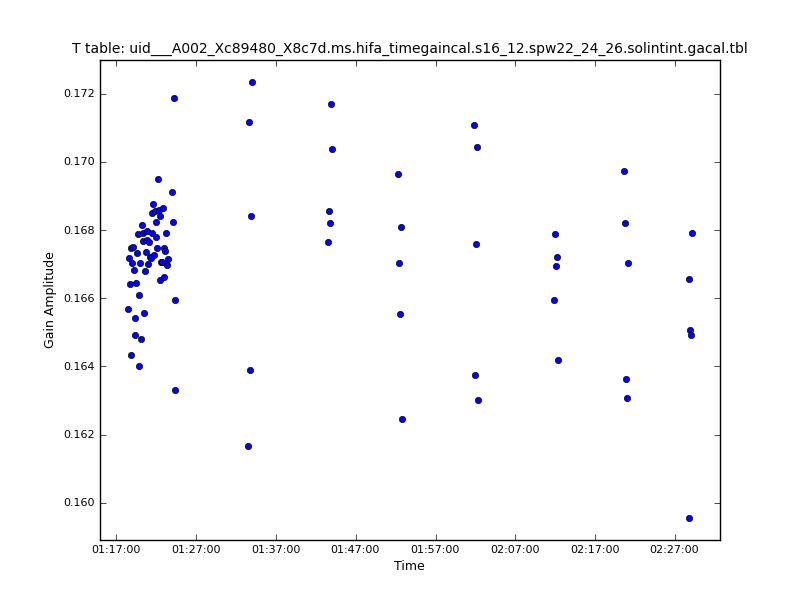 T table: uid___A002_Xc89480_X8c7d.ms.hifa_timegaincal.s16_12.spw22_24_26.solintint.gacal.tbl
Gain Amplitude
0.172
0.170
0.168
0.166
0.164
0.162
0.160
01:17:00 01:27:00 01:37:00 01:47:00 01:57:00 02:07:00 02:17:00 02:27:00
Time